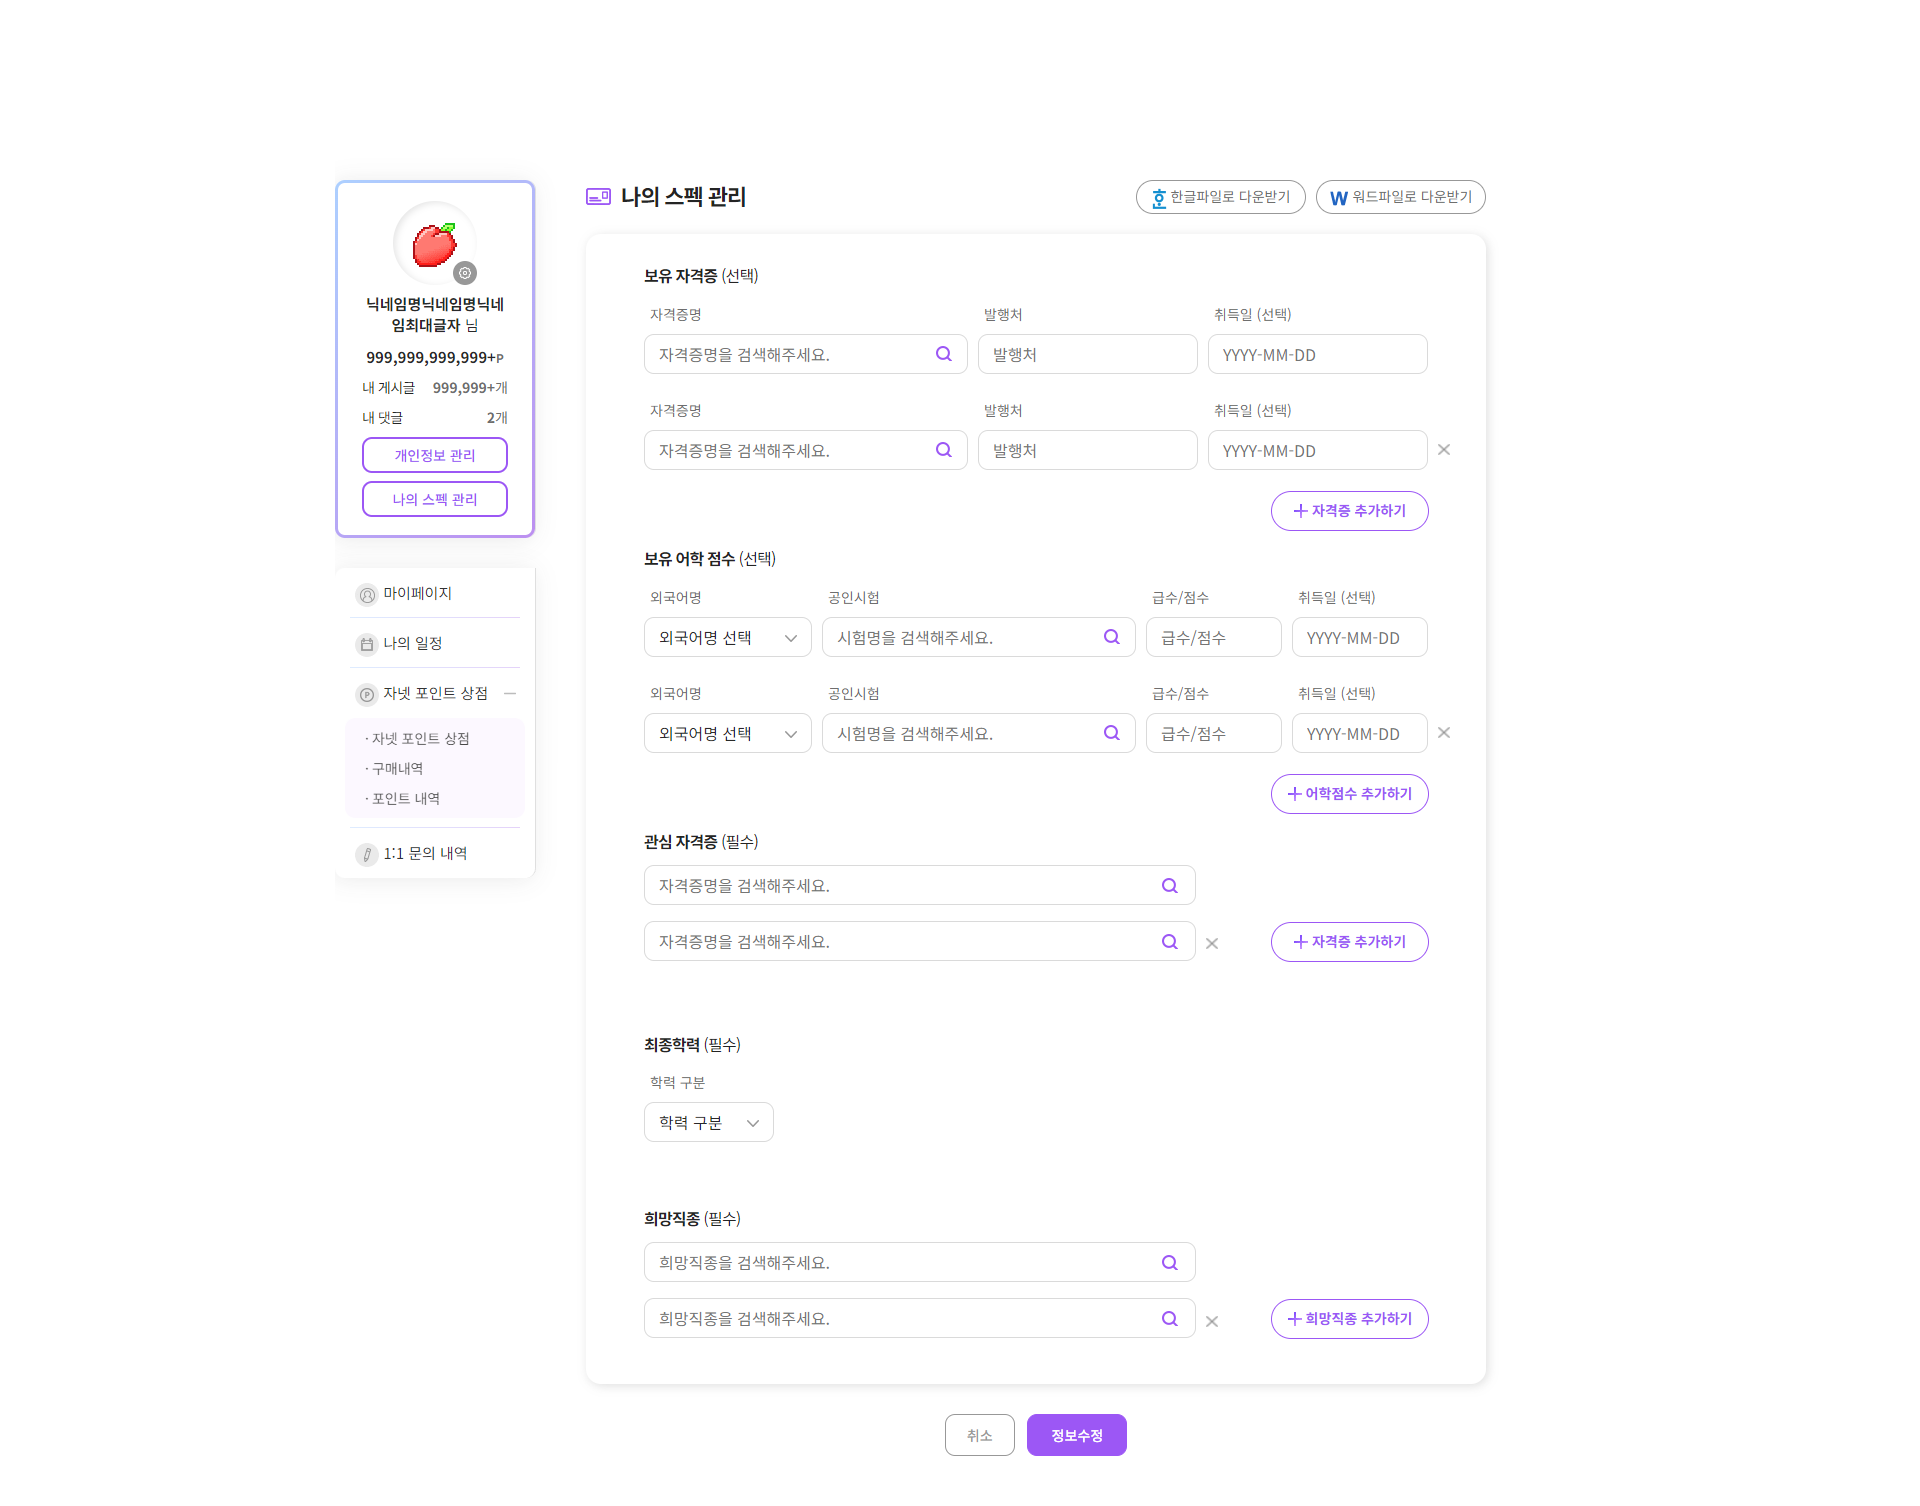 닉네임명닉네임명닉네
임최대글자 님
999,999,999,999+P
내 게시글 999,999+개
내 댓글 2개
개인정보 관리
나의 스펙 관리
마이페이지
나의 일정
자넷 포인트 상점
· 자넷 포인트 상점
· 구매내역
· 포인트 내역
1:1 문의 내역
나의 스펙 관리
한글파일로 다운받기
W 워드파일로 다운받기
보유 자격증 (선택)
자격증명 발행처 취득일 (선택)
자격증명을 검색해주세요. 발행처 YYYY-MM-DD
자격증명 발행처 취득일 (선택)
자격증명을 검색해주세요. 발행처 YYYY-MM-DD
자격증 추가하기
보유 어학 점수 (선택)
외국어명 공인시험 급수/점수 취득일 (선택)
외국어명 선택 시험명을 검색해주세요. 급수/점수 YYYY-MM-DD
외국어명 공인시험 급수/점수 취득일 (선택)
외국어명 선택 시험명을 검색해주세요. 급수/점수 YYYY-MM-DD
어학점수 추가하기
관심 자격증 (필수)
자격증명을 검색해주세요.
자격증명을 검색해주세요.
자격증 추가하기
최종학력 (필수)
학력 구분
학력 구분
희망직종 (필수)
희망직종을 검색해주세요.
희망직종을 검색해주세요.
희망직종 추가하기
취소
정보수정